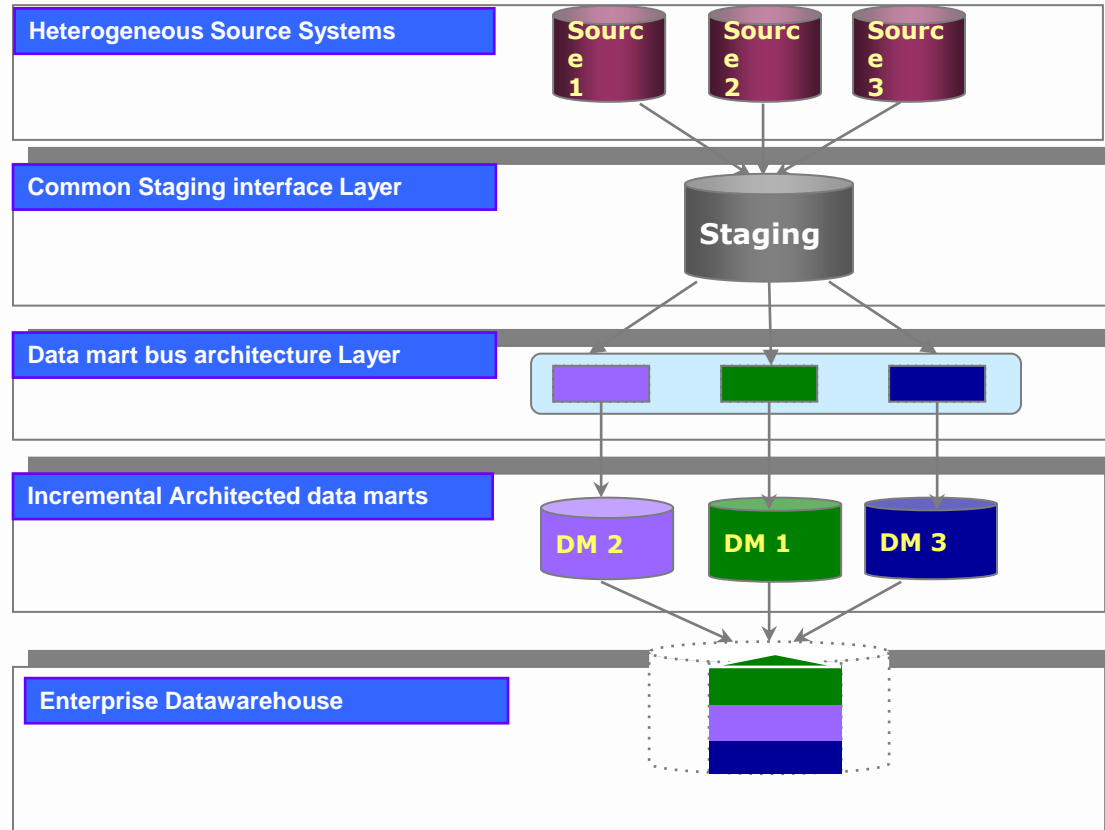 Heterogeneous Source Systems
Sourc
e
1
Sourc
e
2
Sourc
e
3
Common Staging interface Layer
Staging
Data mart bus architecture Layer
Incremental Architected data marts
DM 2
DM 1
DM 3
Enterprise Datawarehouse